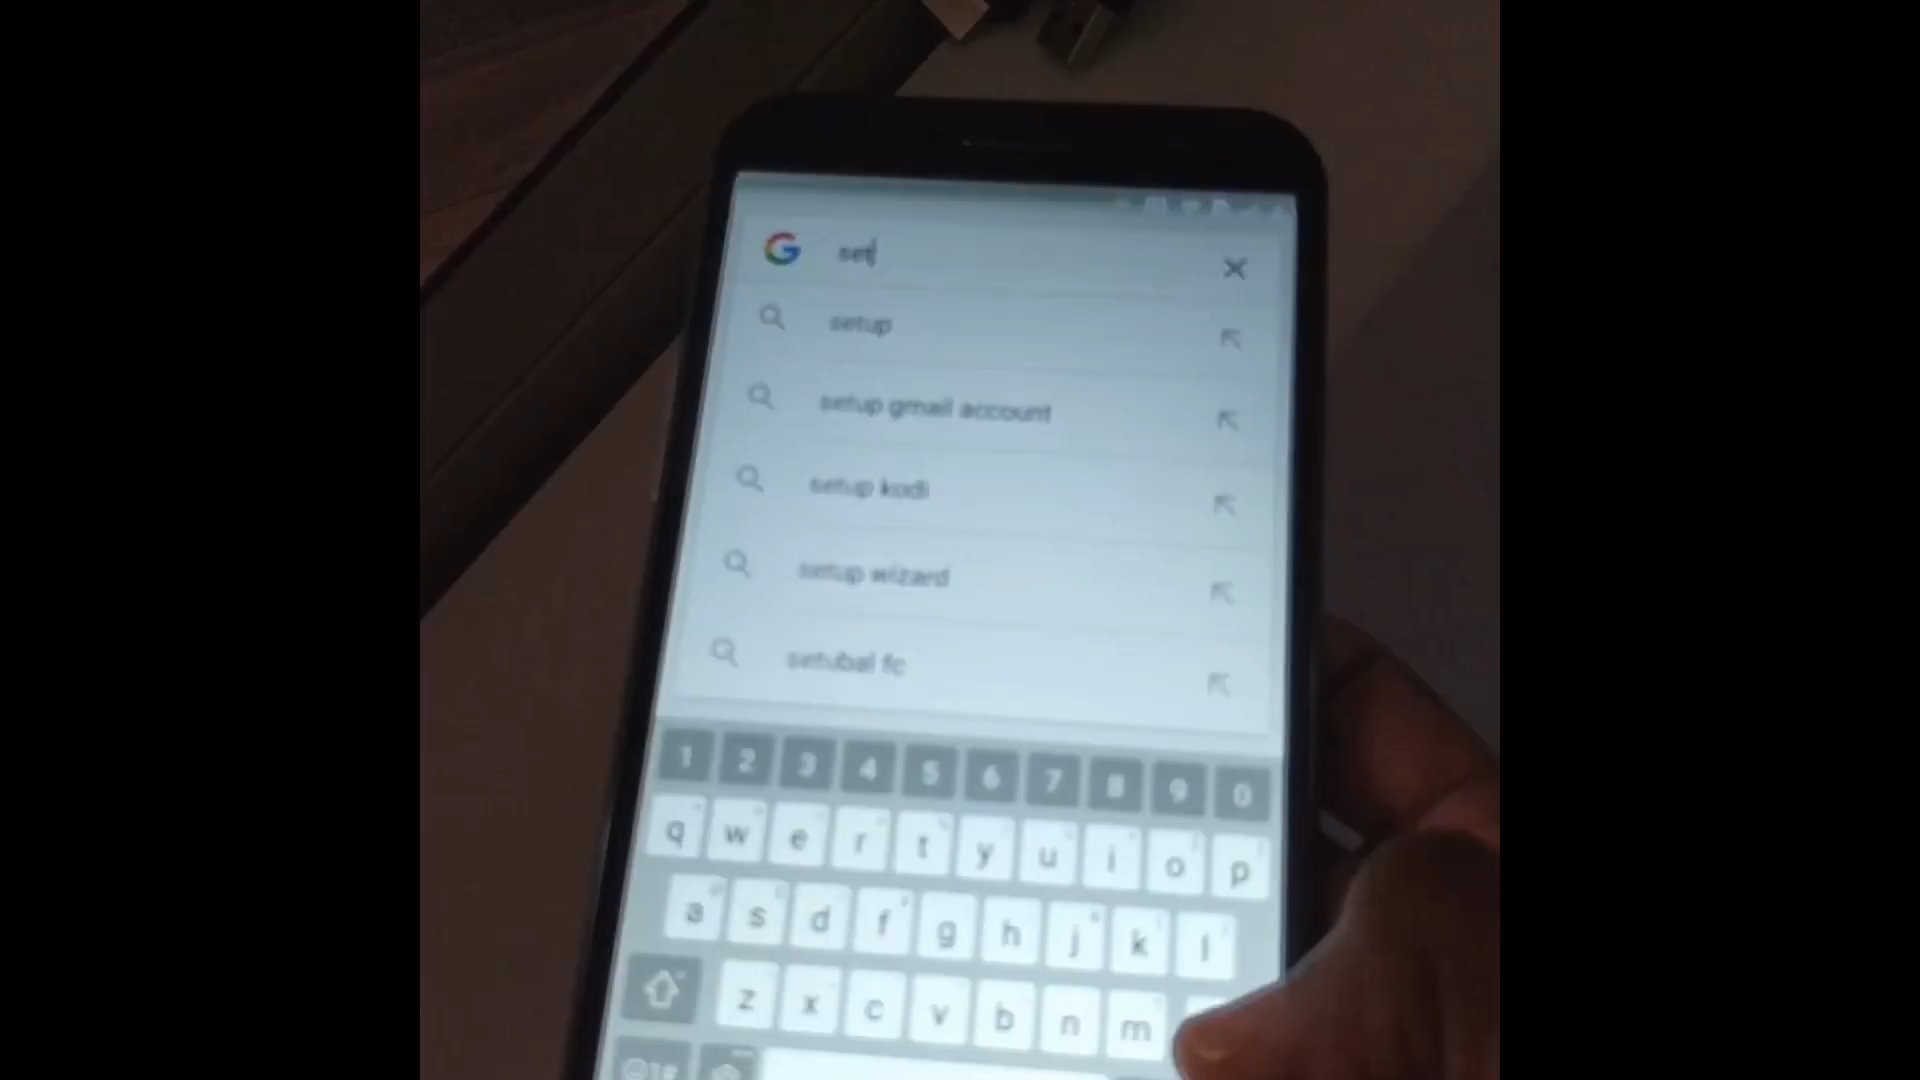 G set
setup
setup gmail account
setup kodi
setup wizard
setubal fc
1 2 3 4 5 6 7 8 9 0
q w e r t y u i o p
a s d f g h j k l
z x c v b n m